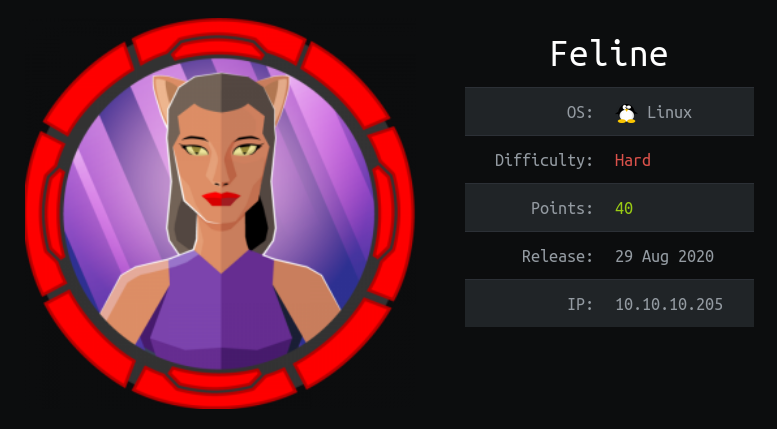 Feline
OS: Linux
Difficulty: Hard
Points: 40
Release: 29 Aug 2020
IP: 10.10.10.205